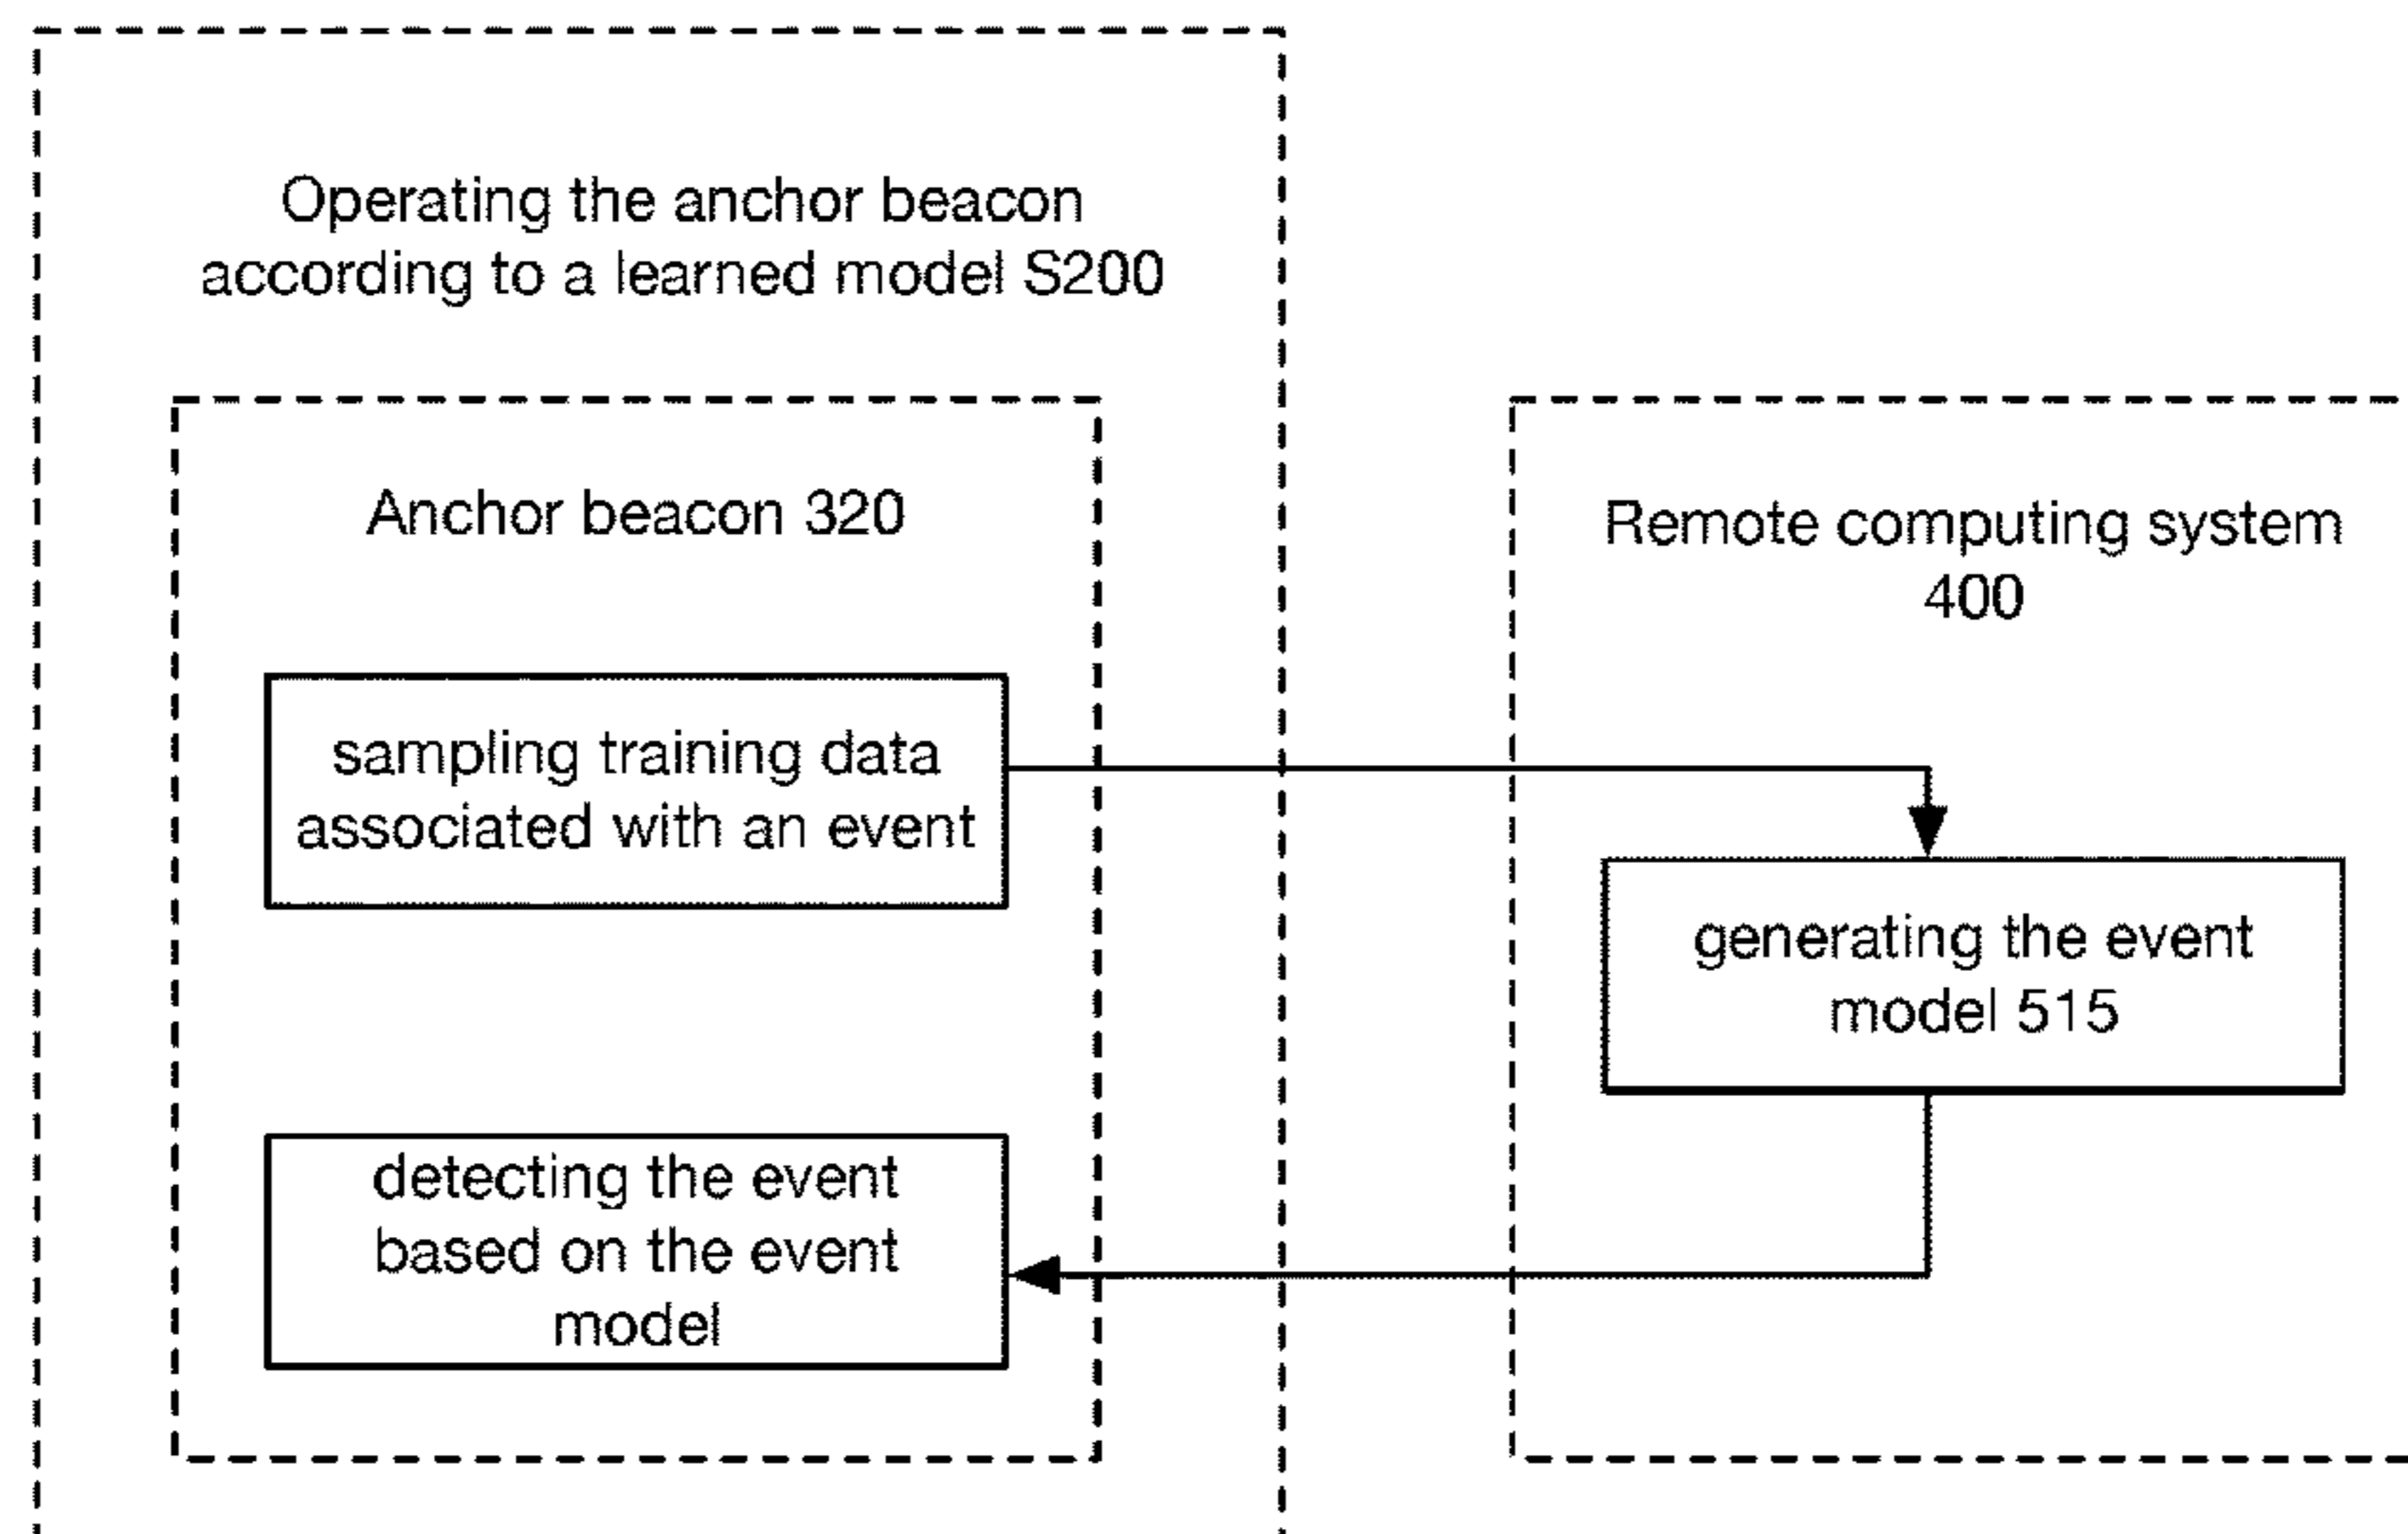 Operating the anchor beacon
according to a learned model S200
Anchor beacon 320
sampling training data
associated with an event
detecting the event
based on the event
model
Remote computing system
400
generating the event
model 515